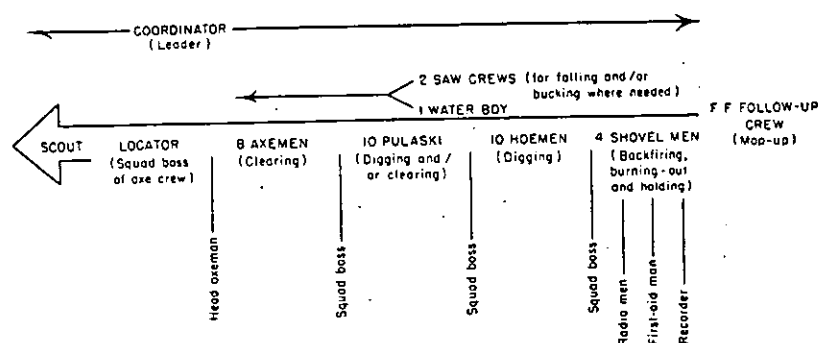 COORDINATOR
(Leader)
2 SAW CREWS (for falling and/or
bucking where needed)
1 WATER BOY
F F FOLLOW-UP
CREW
(Mop-up)
SCOUT
LOCATOR
(Squad boss
of axe crew)
8 AXEMEN
(Clearing)
10 PULASKI
(Digging and/
or clearing)
10 HOEMEN
(Digging)
4 SHOVEL MEN
(Backfiring,
burning-out
and holding)
Head axeman
Squad boss
Squad boss
Squad boss
Radio men
First-aid man
Recorder